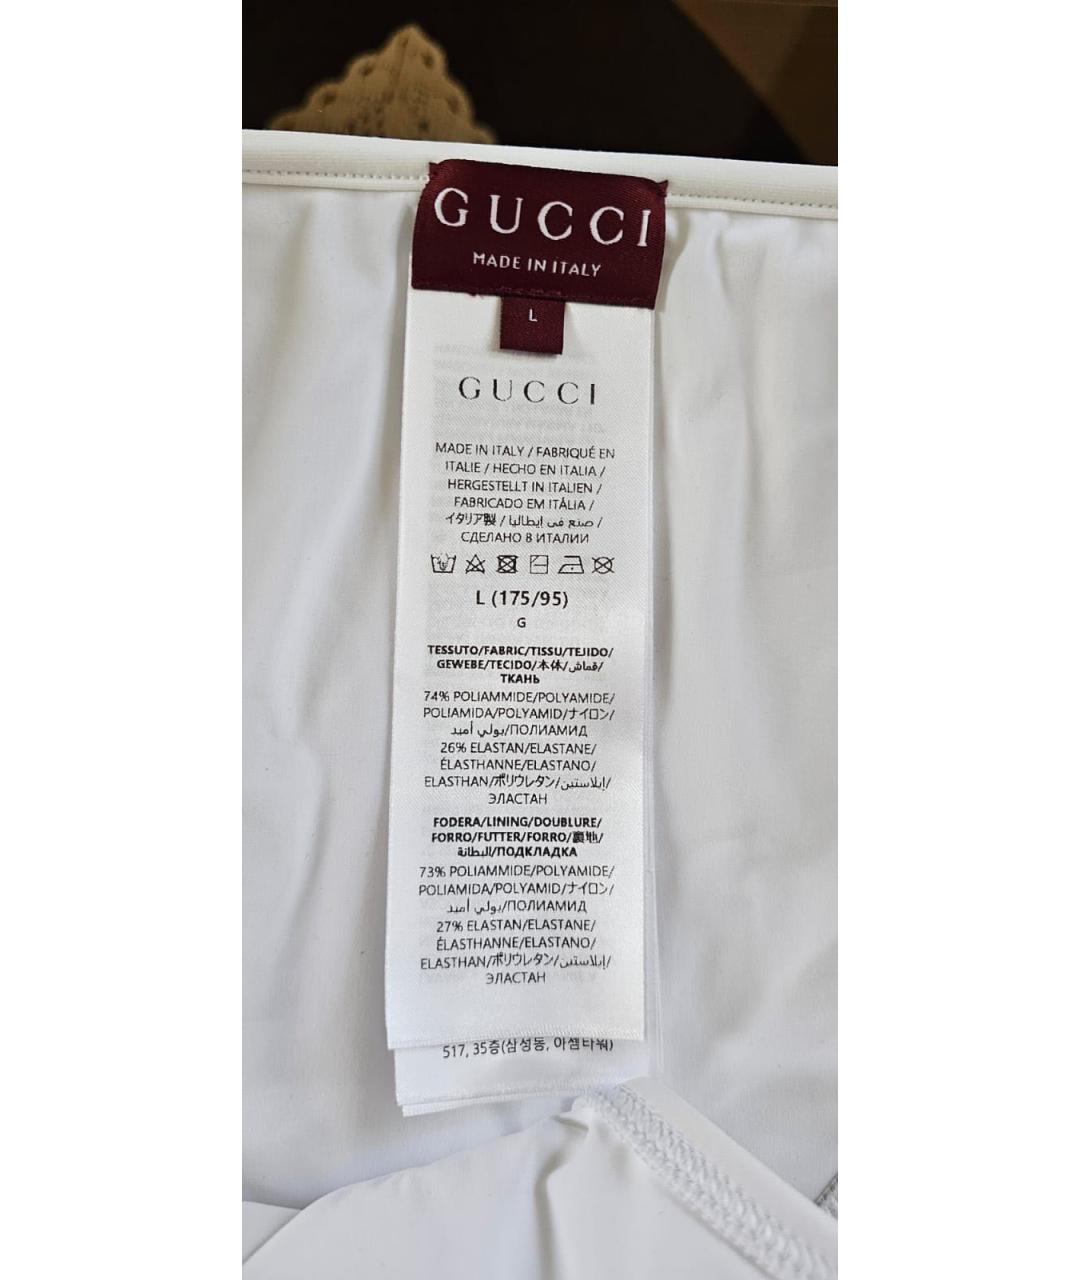 GUCCI
MADE IN ITALY
L
GUCCI
MADE IN ITALY / FABRIQUÉ EN
ITALIE / HECHO EN ITALIA /
HERGESTELLT IN ITALIEN /
FABRICADO EM ITÁLIA /
イタリア製 / صنع في إيطاليا /
СДЕЛАНО В ИТАЛИИ
L (175/95)
G
TESSUTO/FABRIC/TISSU/TEJIDO/
GEWEBE/TECIDO/本体/قماش/
ТКАНЬ
74% POLIAMMIDE/POLYAMIDE/
POLIAMIDA/POLYAMID/ナイロン/
بولي أميد/ПОЛИАМИД
26% ELASTAN/ELASTANE/
ÉLASTHANNE/ELASTANO/
ELASTHAN/ポリウレタン/إيلاستين/
ЭЛАСТАН
FODERA/LINING/DOUBLURE/
FORRO/FUTTER/FORRO/裏地/
البطانة/ПОДКЛАДКА
73% POLIAMMIDE/POLYAMIDE/
POLIAMIDA/POLYAMID/ナイロン/
بولي أميد/ПОЛИАМИД
27% ELASTAN/ELASTANE/
ÉLASTHANNE/ELASTANO/
ELASTHAN/ポリウレタン/إيلاستين/
ЭЛАСТАН
517, 35층(삼성동, 아셈타워)